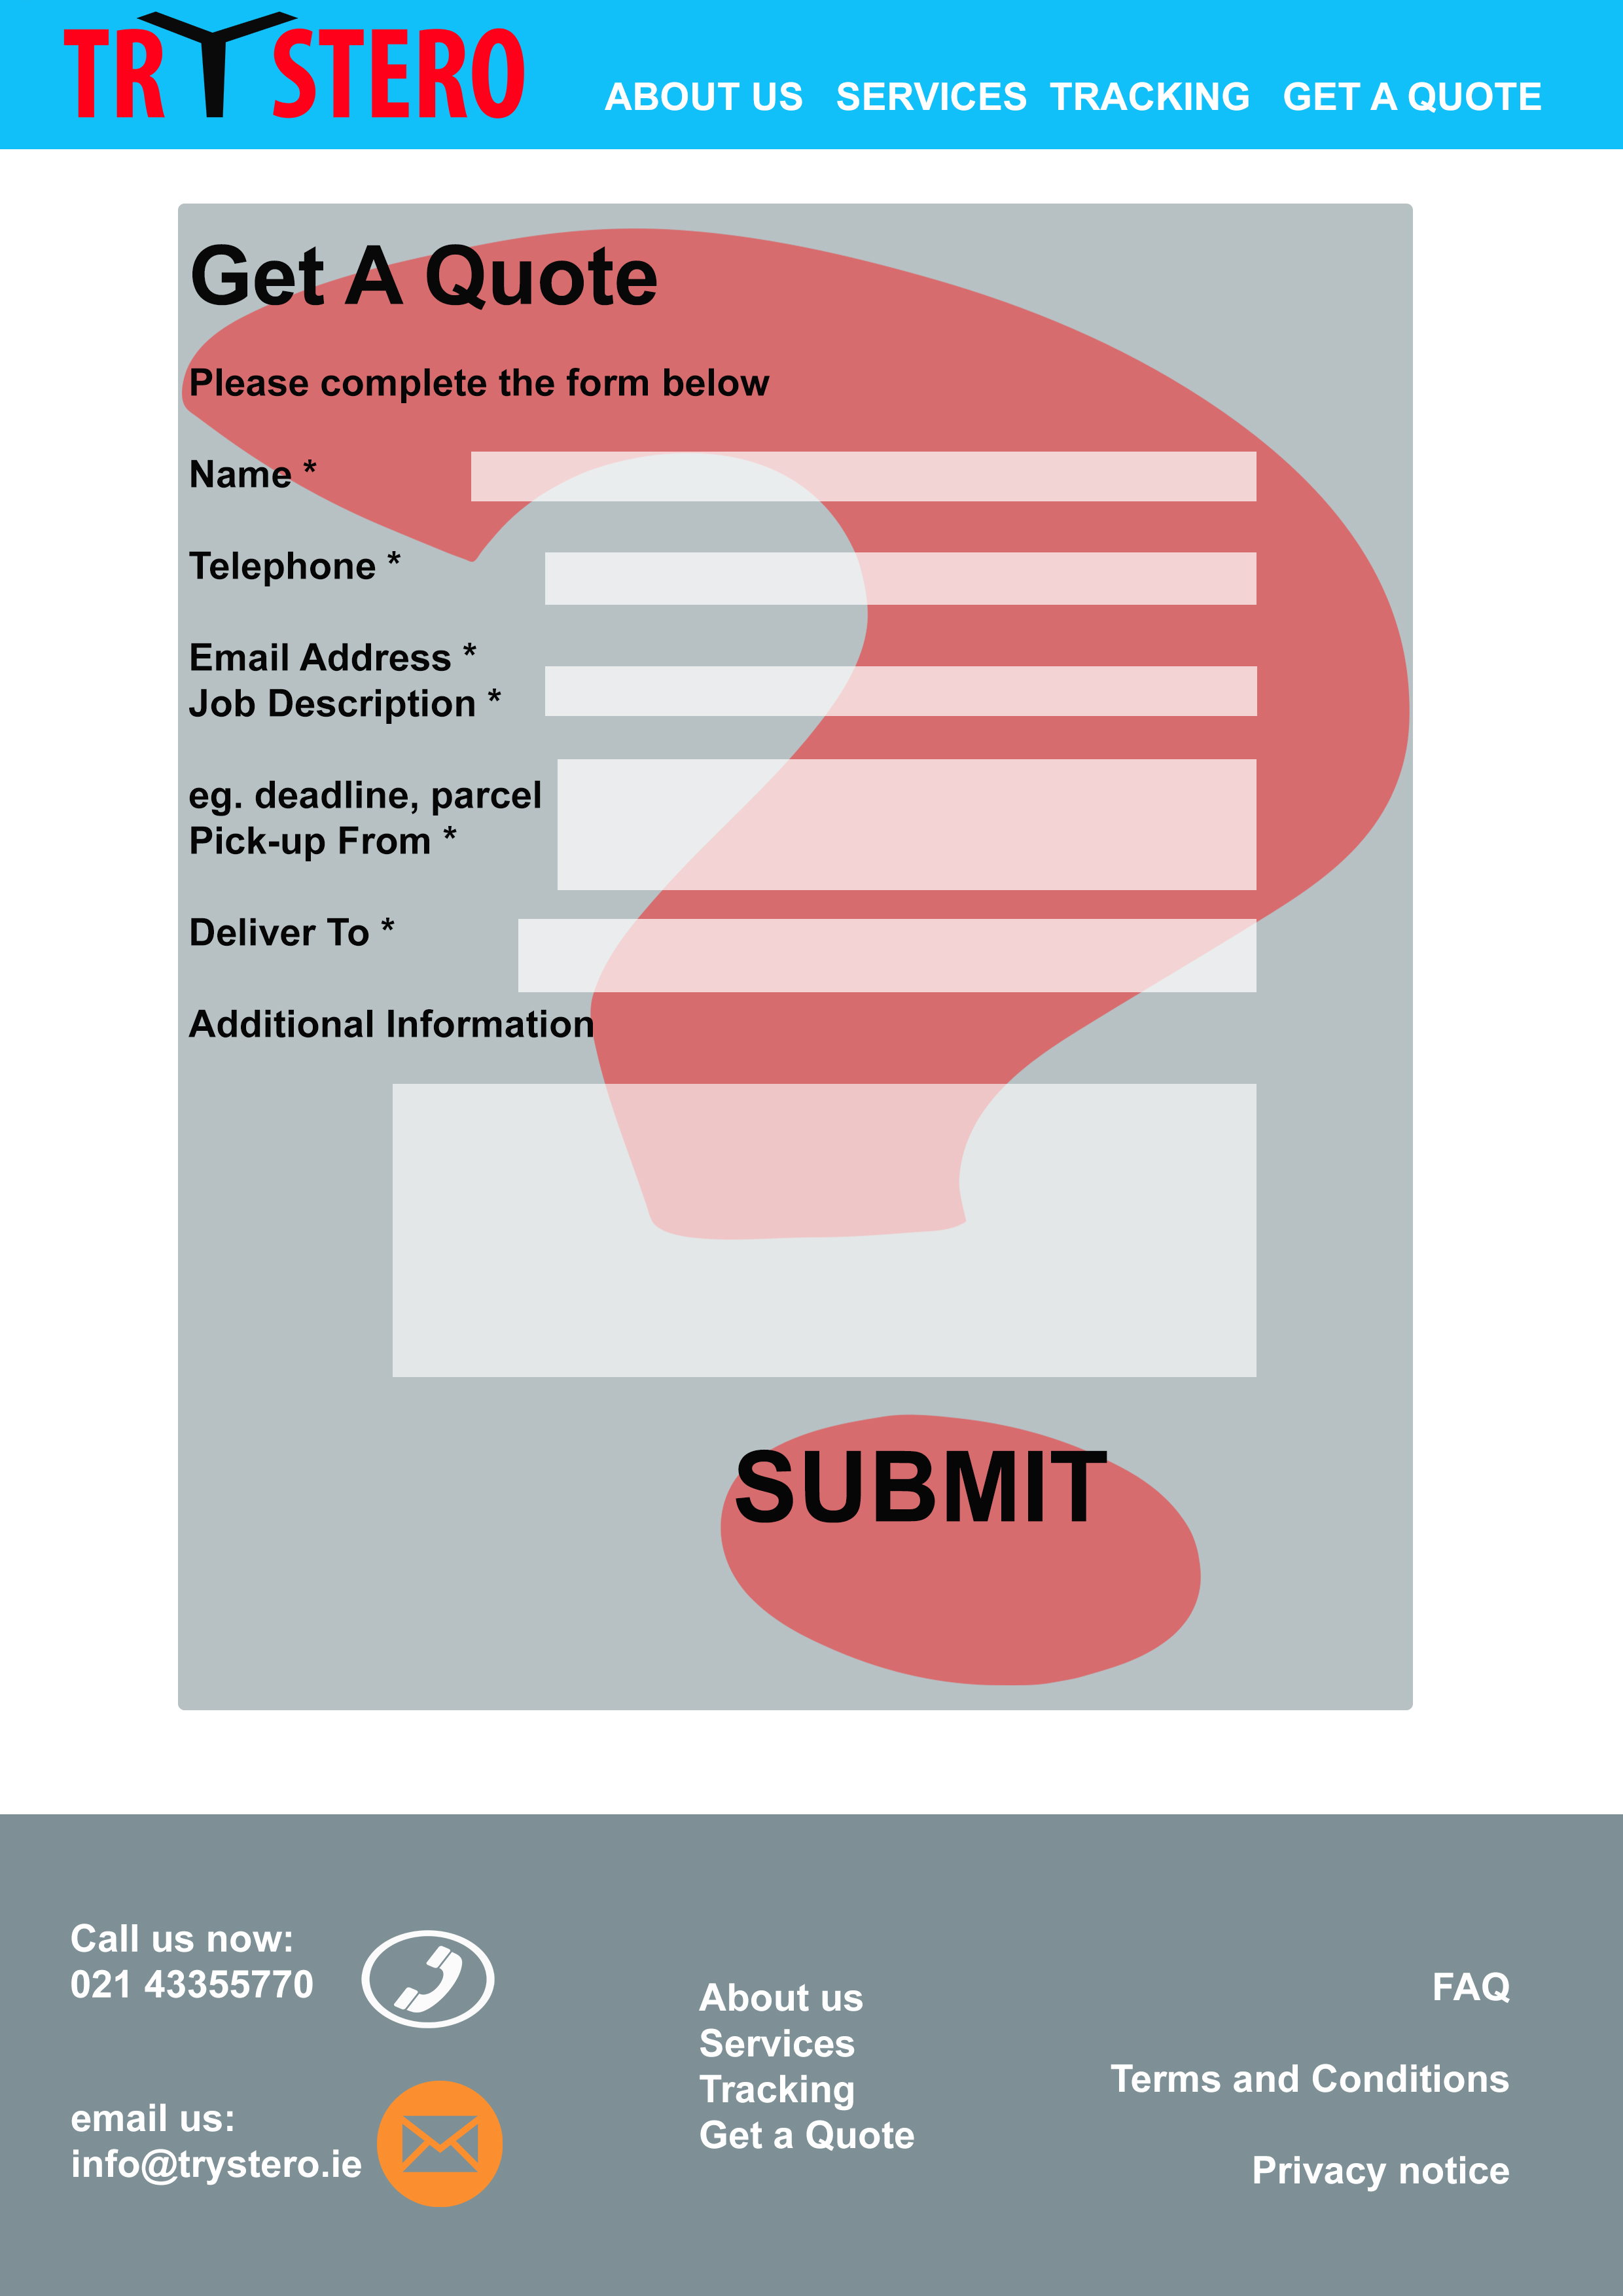 TRYSTERO
ABOUT US SERVICES TRACKING GET A QUOTE
Get A Quote
Please complete the form below
Name *
Telephone *
Email Address *
Job Description *
eg. deadline, parcel
Pick-up From *
Deliver To *
Additional Information
SUBMIT
Call us now:
021 43355770
email us:
info@trystero.ie
About us
Services
Tracking
Get a Quote
FAQ
Terms and Conditions
Privacy notice